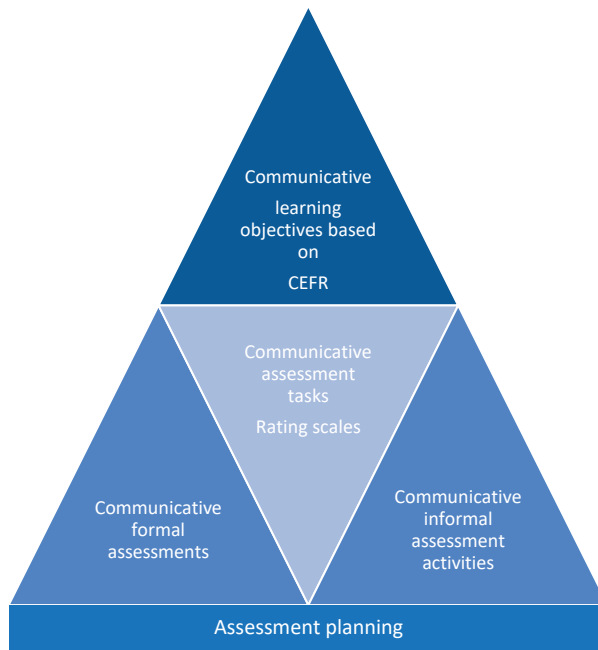 Communicative
learning
objectives based
on
CEFR
Communicative
assessment
tasks
Rating scales
Communicative
formal
assessments
Communicative
informal
assessment
activities
Assessment planning